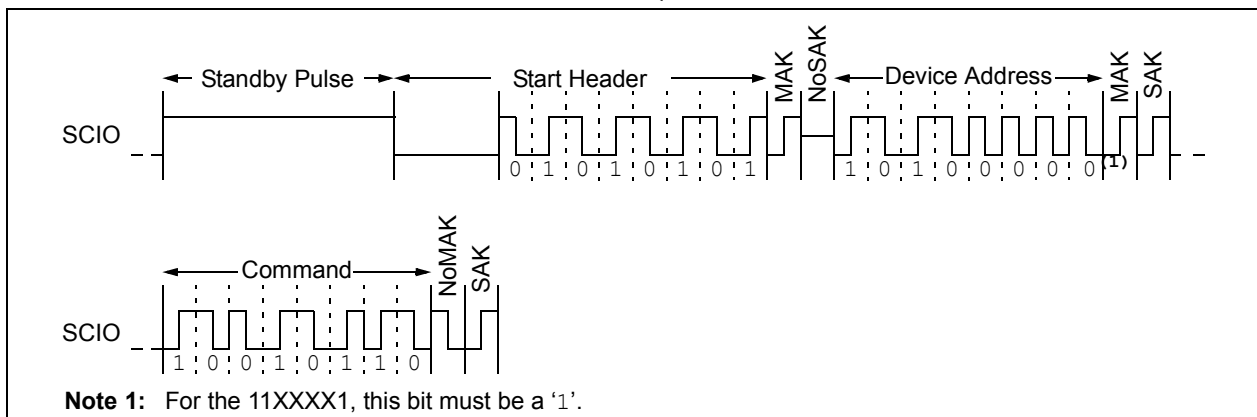 Standby Pulse
Start Header
MAK
NoSAK
Device Address
MAK
SAK
SCIO
0 1 0 1 0 1 0 1
1 0 1 0 0 0 0 0(1)
Command
NoMAK
SAK
SCIO
1 0 0 1 0 1 1 0
Note 1: For the 11XXXX1, this bit must be a ‘1’.